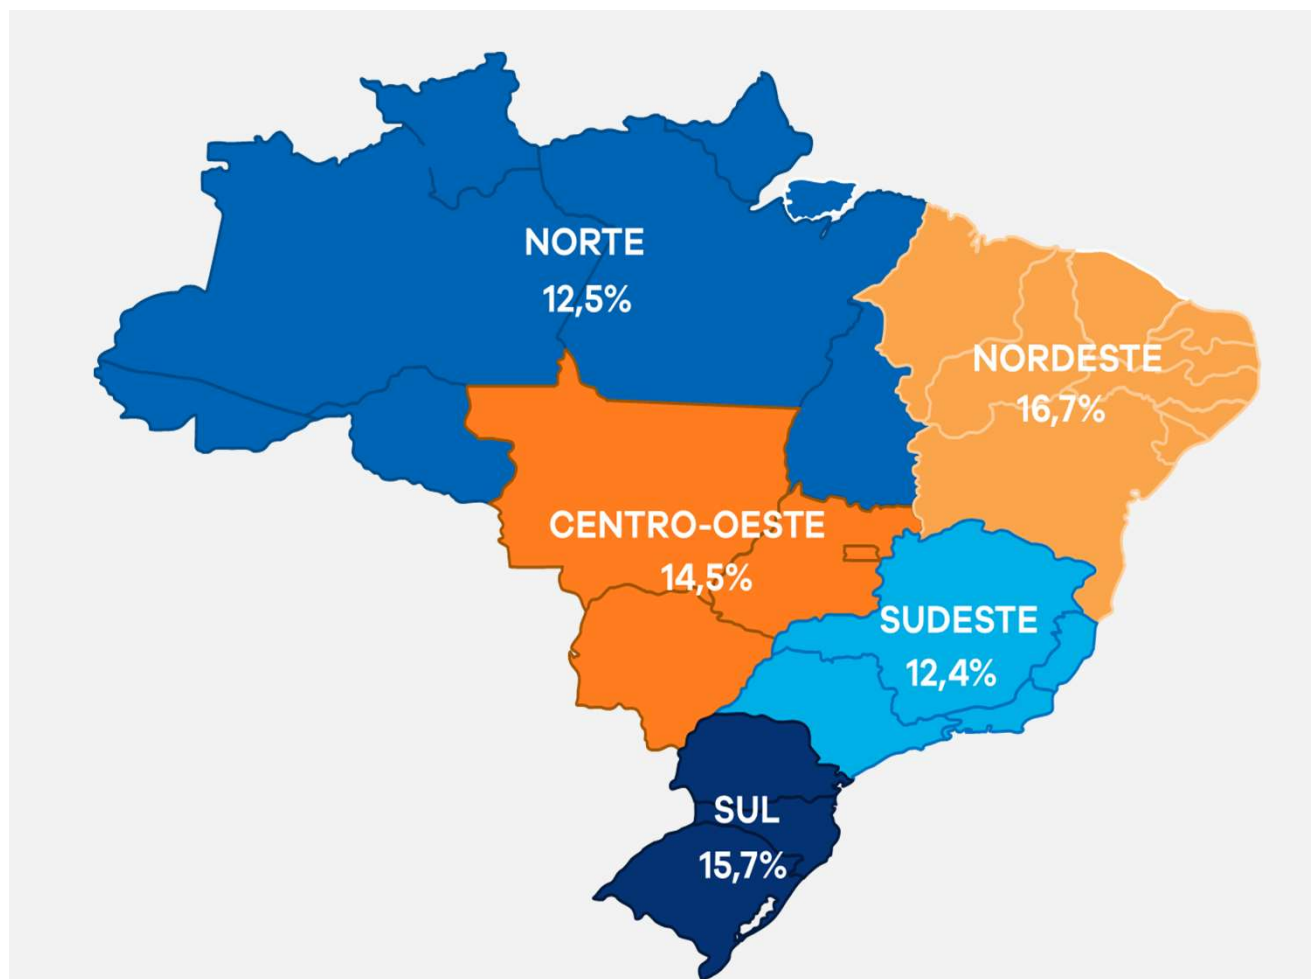 NORTE
12,5%
NORDESTE
16,7%
CENTRO-OESTE
14,5%
SUDESTE
12,4%
SUL
15,7%